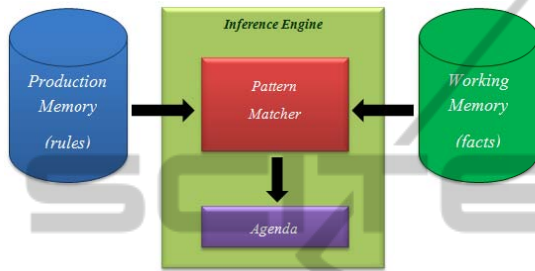 Inference Engine
Production
Memory
(rules)
Pattern
Matcher
Working
Memory
(facts)
Agenda